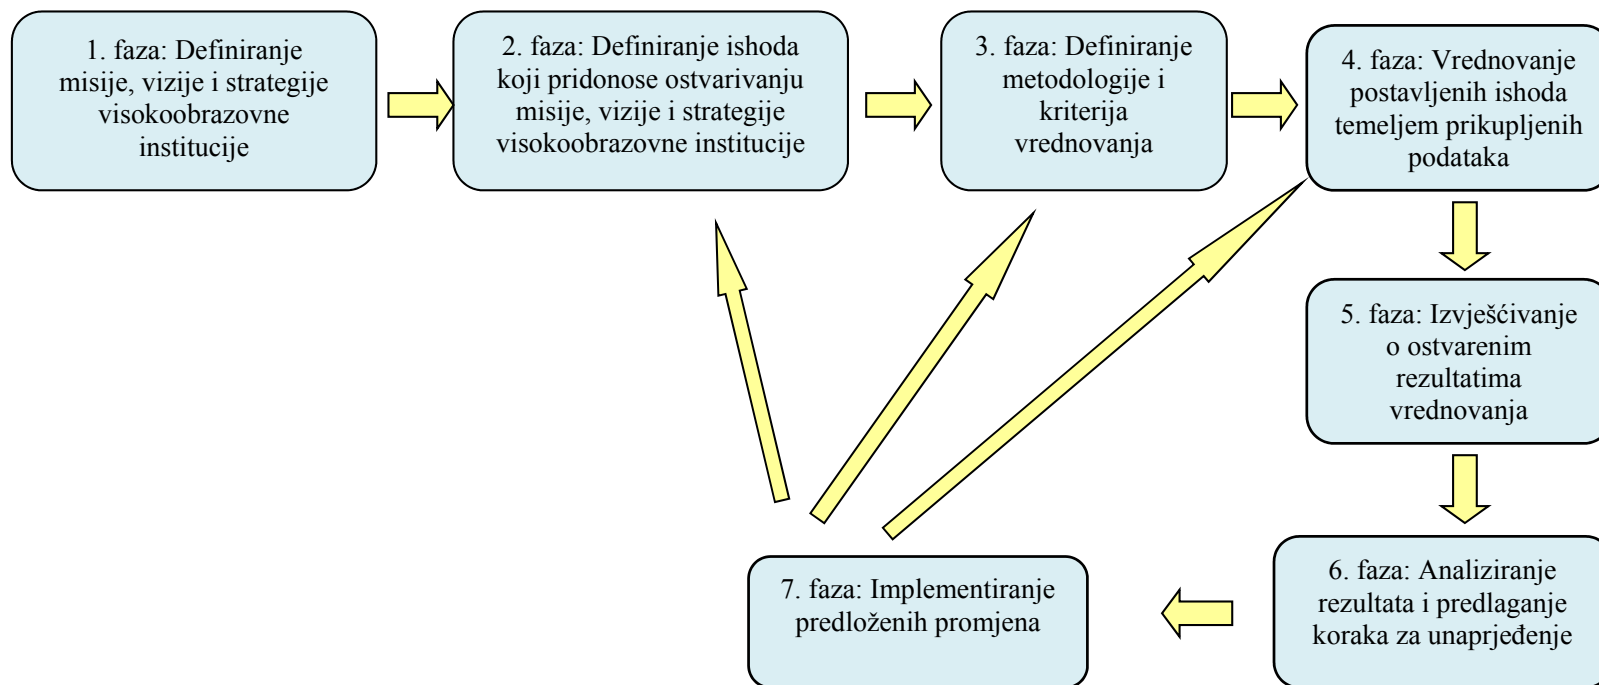 1. faza: Definiranje
misije, vizije i strategije
visokoobrazovne
institucije
2. faza: Definiranje ishoda
koji pridonose ostvarivanju
misije, vizije i strategije
visokoobrazovne institucije
3. faza: Definiranje
metodologije i
kriterija
vrednovanja
4. faza: Vrednovanje
postavljenih ishoda
temeljem prikupljenih
podataka
5. faza: Izvješćivanje
o ostvarenim
rezultatima
vrednovanja
6. faza: Analiziranje
rezultata i predlaganje
koraka za unaprjeđenje
7. faza: Implementiranje
predloženih promjena